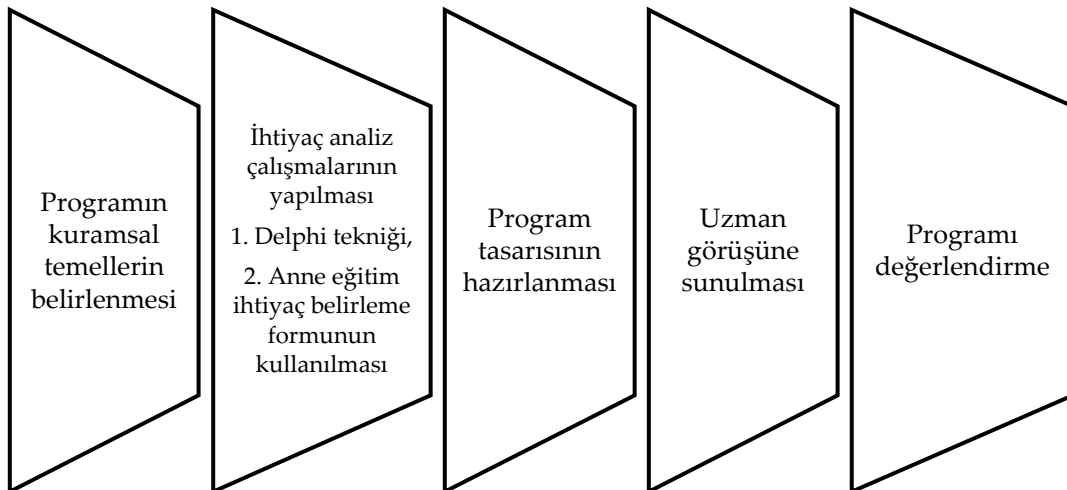 Programın
kuramsal
temellerin
belirlenmesi
İhtiyaç analiz
çalışmalarının
yapılması
1. Delphi tekniği,
2. Anne eğitim
ihtiyaç belirleme
formunun
kullanılması
Program
tasarısının
hazırlanması
Uzman
görüşüne
sunulması
Programı
değerlendirme